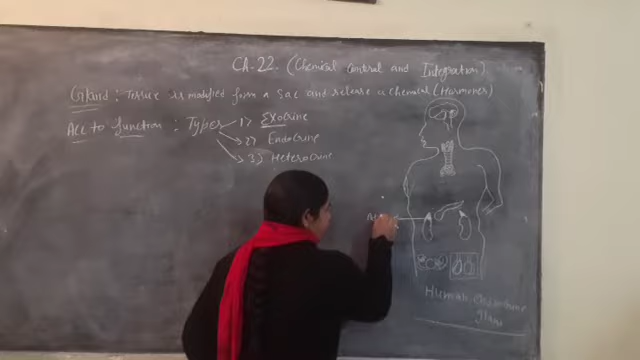 Ch. 22. (Chemical Control and Integration)
Gland : Tissue is modified form a sac and release a chemical (Hormones)
Acc to function : Types 1) Exocrine
2) Endocrine
3) Heterocrine
Human Endocrine
gland